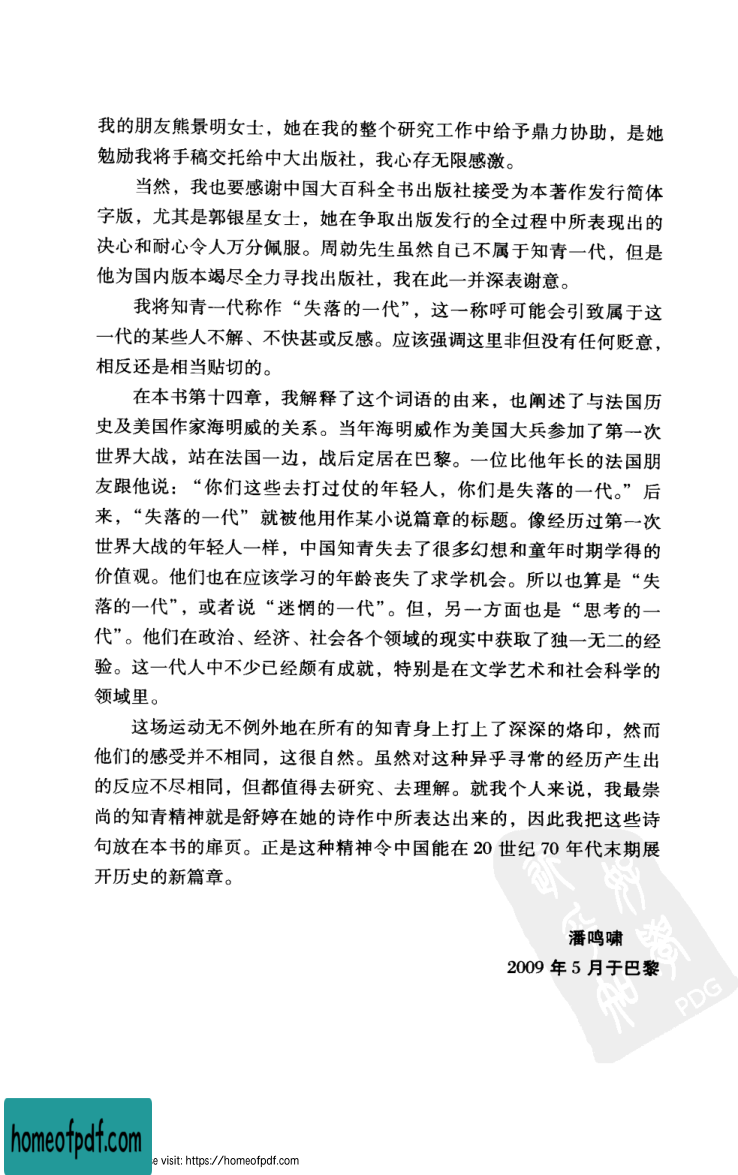 我的朋友熊景明女士，她在我的整个研究工作中给予鼎力协助，是她
勉励我将手稿交托给中大出版社，我心存无限感激。
当然，我也要感谢中国大百科全书出版社接受为本著作发行简体
字版，尤其是郭银星女士，她在争取出版发行的全过程中所表现出的
决心和耐心令人万分佩服。周勍先生虽然自己不属于知青一代，但是
他为国内版本竭尽全力寻找出版社，我在此一并深表谢意。
我将知青一代称作“失落的一代”，这一称呼可能会引致属于这
一代的某些人不解、不快甚或反感。应该强调这里非但没有任何贬意，
相反还是相当贴切的。
在本书第十四章，我解释了这个词语的由来，也阐述了与法国历
史及美国作家海明威的关系。当年海明威作为美国大兵参加了第一次
世界大战，站在法国一边，战后定居在巴黎。一位比他年长的法国朋
友跟他说：“你们这些去打过仗的年轻人，你们是失落的一代。”后
来，“失落的一代”就被他用作某小说篇章的标题。像经历过第一次
世界大战的年轻人一样，中国知青失去了很多幻想和童年时期学得的
价值观。他们也在应该学习的年龄丧失了求学机会。所以也算是“失
落的一代”，或者说“迷惘的一代”。但，另一方面也是“思考的一
代”。他们在政治、经济、社会各个领域的现实中获取了独一无二的经
验。这一代人中不少已经颇有成就，特别是在文学艺术和社会科学的
领域里。
这场运动无不例外地在所有的知青身上打上了深深的烙印，然而
他们的感受并不相同，这很自然。虽然对这种异乎寻常的经历产生出
的反应不尽相同，但都值得去研究、去理解。就我个人来说，我最崇
尚的知青精神就是舒婷在她的诗作中所表达出来的，因此我把这些诗
句放在本书的扉页。正是这种精神令中国能在 20 世纪 70 年代末期展
开历史的新篇章。
潘鸣啸
2009 年 5 月于巴黎
PDG
homeofpdf.com
se visit: https://homeofpdf.com